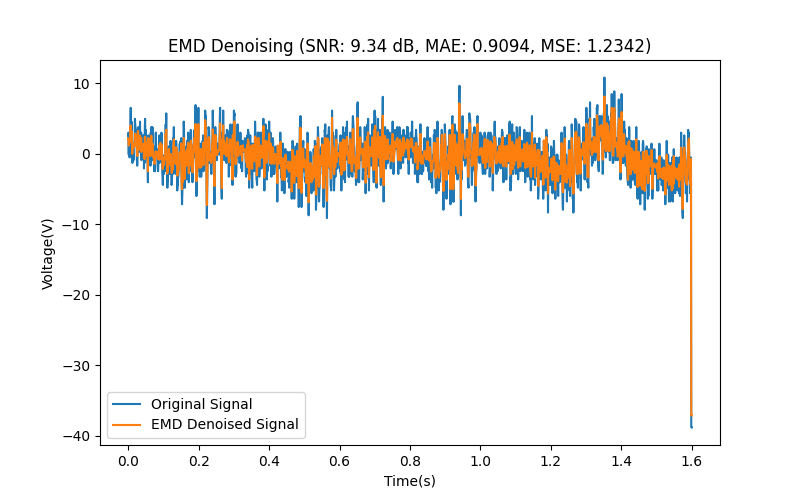 EMD Denoising (SNR: 9.34 dB, MAE: 0.9094, MSE: 1.2342)
10
0
−10
−20
−30
−40
Voltage(V)
Original Signal
EMD Denoised Signal
0.0 0.2 0.4 0.6 0.8 1.0 1.2 1.4 1.6
Time(s)